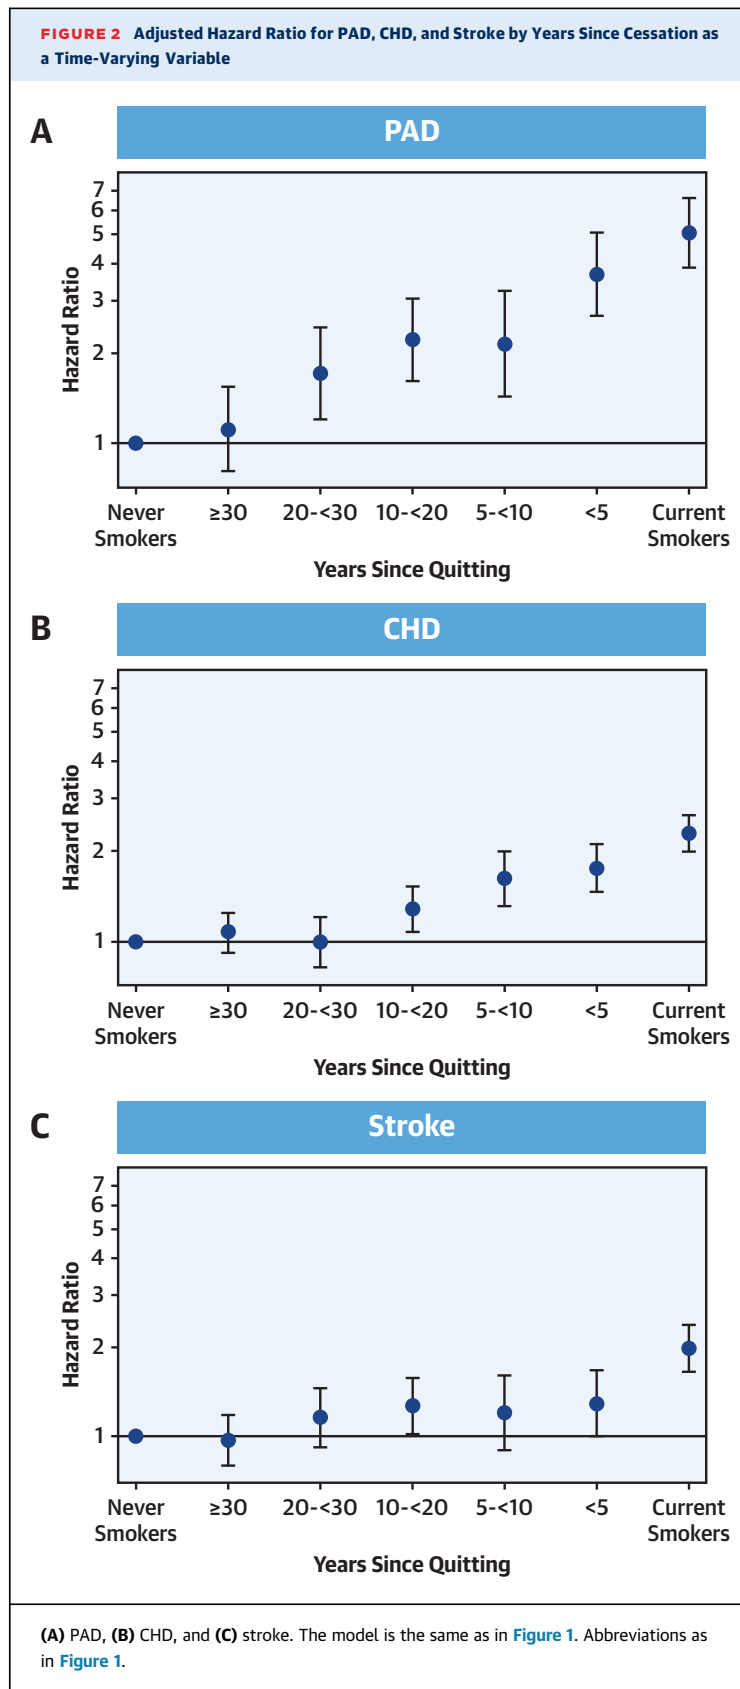 FIGURE 2 Adjusted Hazard Ratio for PAD, CHD, and Stroke by Years Since Cessation as
a Time-Varying Variable
A
PAD
7
6
5
4
3
2
1
Hazard Ratio
Never Smokers
≥30
20-<30
10-<20
5-<10
<5
Current Smokers
Years Since Quitting
B
CHD
7
6
5
4
3
2
1
Hazard Ratio
Never Smokers
≥30
20-<30
10-<20
5-<10
<5
Current Smokers
Years Since Quitting
C
Stroke
7
6
5
4
3
2
1
Hazard Ratio
Never Smokers
≥30
20-<30
10-<20
5-<10
<5
Current Smokers
Years Since Quitting
(A) PAD, (B) CHD, and (C) stroke. The model is the same as in Figure 1. Abbreviations as
in Figure 1.